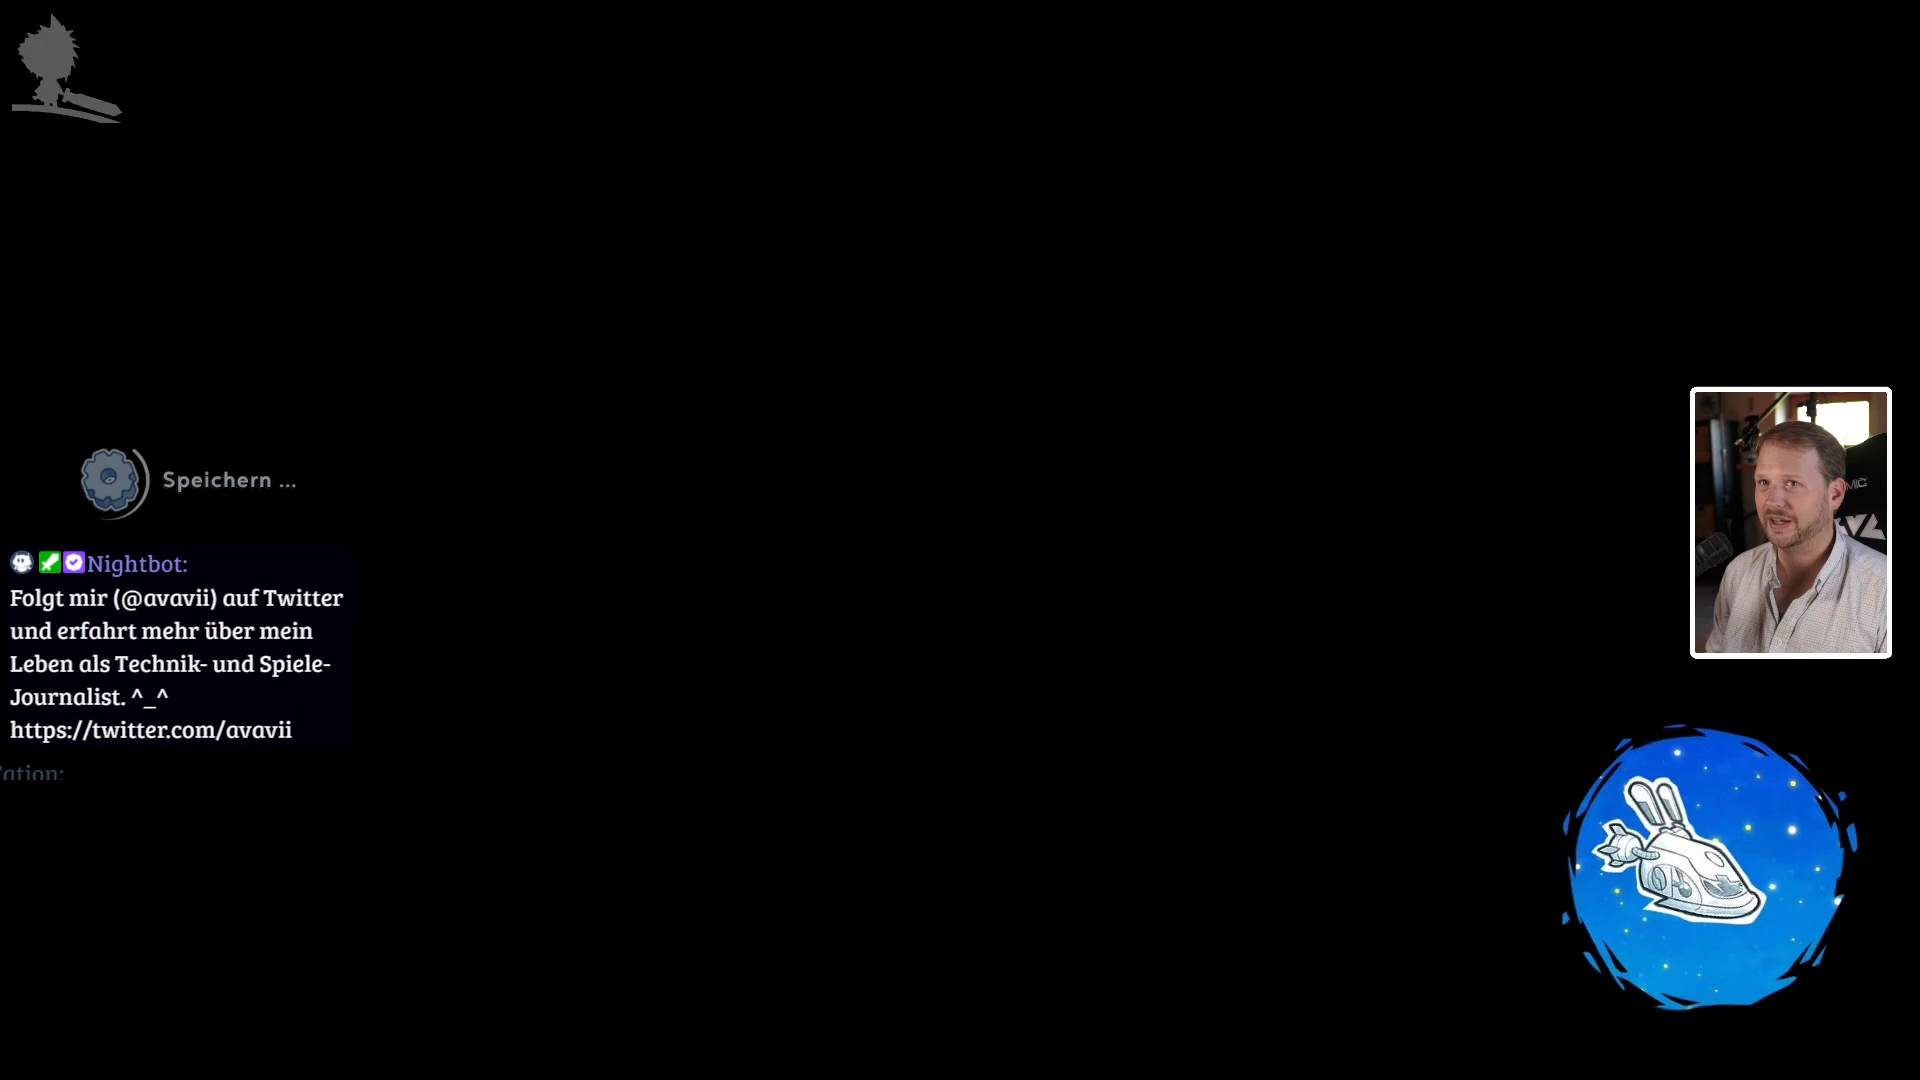 Speichern ...
Nightbot:
Folgt mir (@avavii) auf Twitter
und erfahrt mehr über mein
Leben als Technik- und Spiele-
Journalist. ^_^
https://twitter.com/avavii